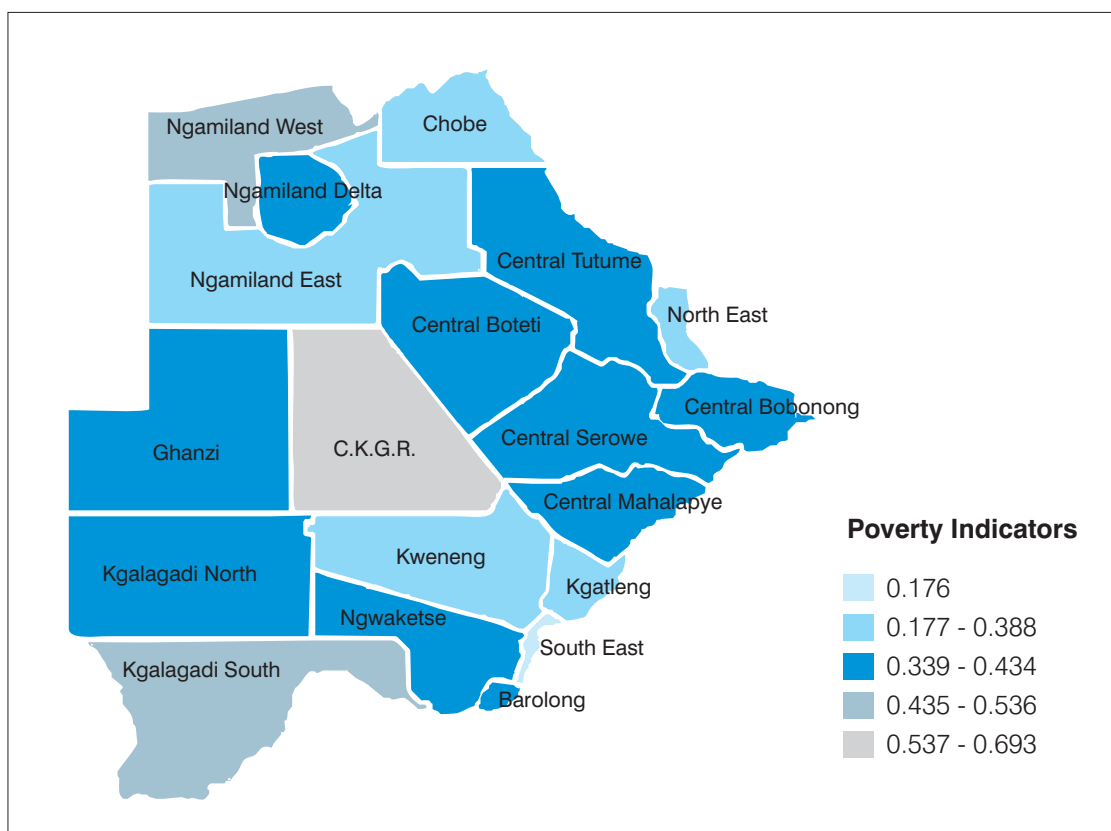 Chobe
Ngamiland West
Ngamiland Delta
Central Tutume
Ngamiland East
North East
Central Boteti
Central Bobonong
Central Serowe
C.K.G.R.
Ghanzi
Central Mahalapye
Poverty Indicators
Kweneng
Kgalagadi North
Kgatleng
0.176
Ngwaketse
0.177 - 0.388
South East
0.339 - 0.434
Kgalagadi South
Barolong
0.435 - 0.536
0.537 - 0.693